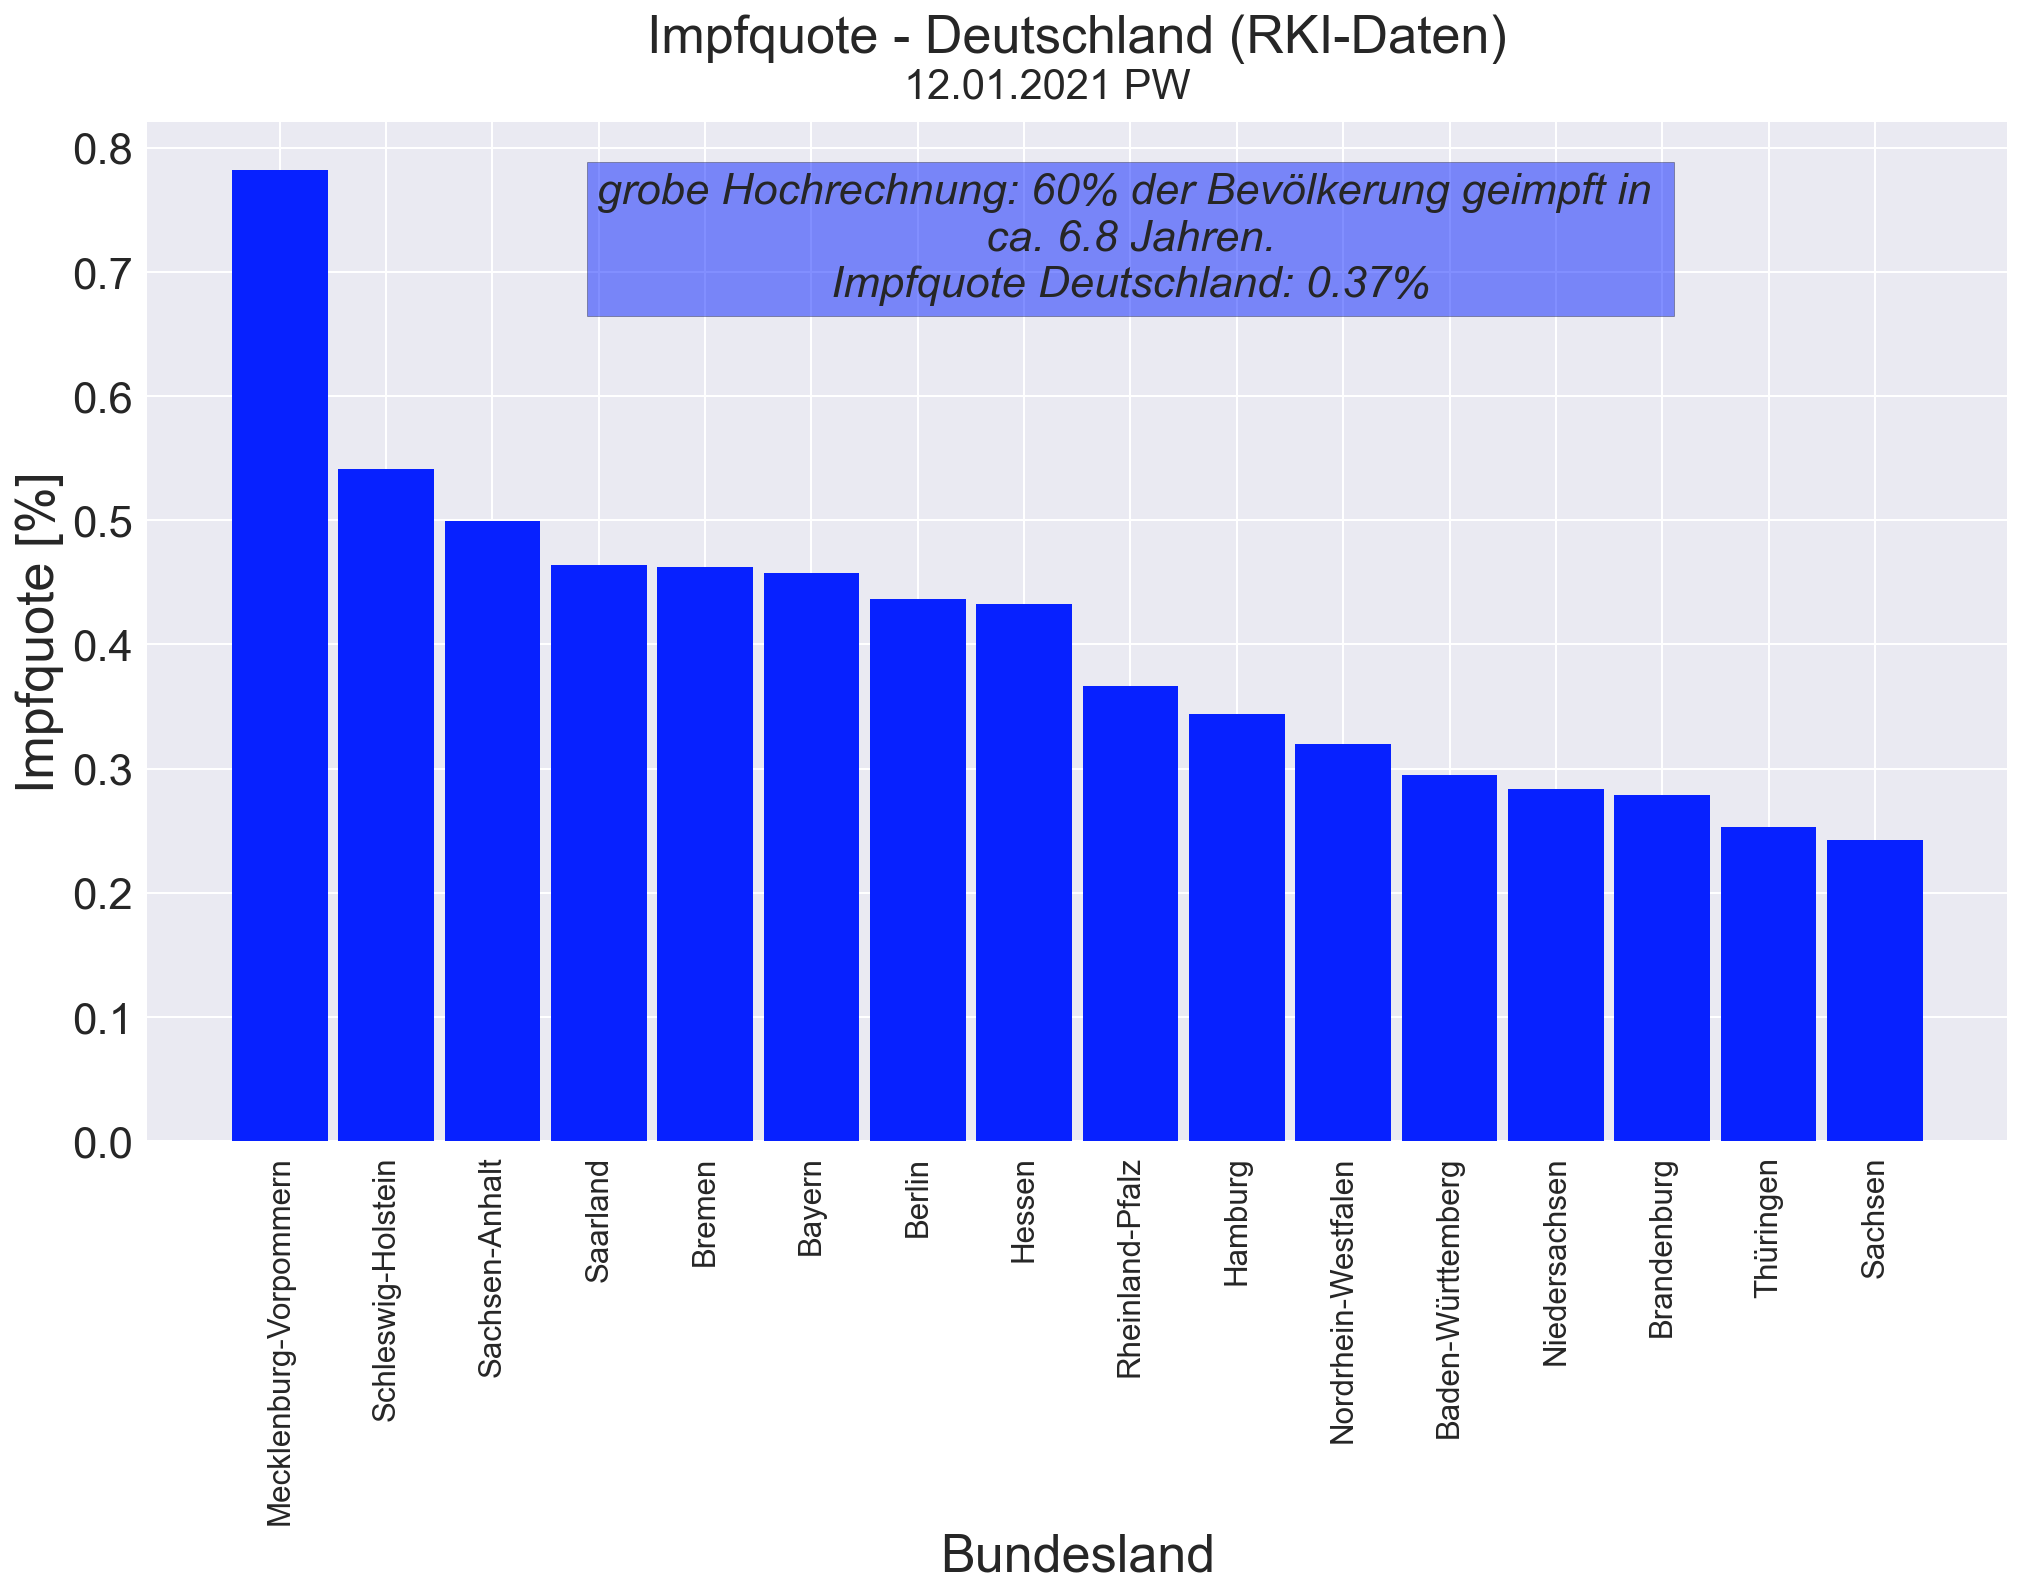 Impfquote - Deutschland (RKI-Daten)
12.01.2021 PW
grobe Hochrechnung: 60% der Bevölkerung geimpft in
ca. 6.8 Jahren.
Impfquote Deutschland: 0.37%
Impfquote [%]
0.8
0.7
0.6
0.5
0.4
0.3
0.2
0.1
0.0
Mecklenburg-Vorpommern
Schleswig-Holstein
Sachsen-Anhalt
Saarland
Bremen
Bayern
Berlin
Hessen
Rheinland-Pfalz
Hamburg
Nordrhein-Westfalen
Baden-Württemberg
Niedersachsen
Brandenburg
Thüringen
Sachsen
Bundesland